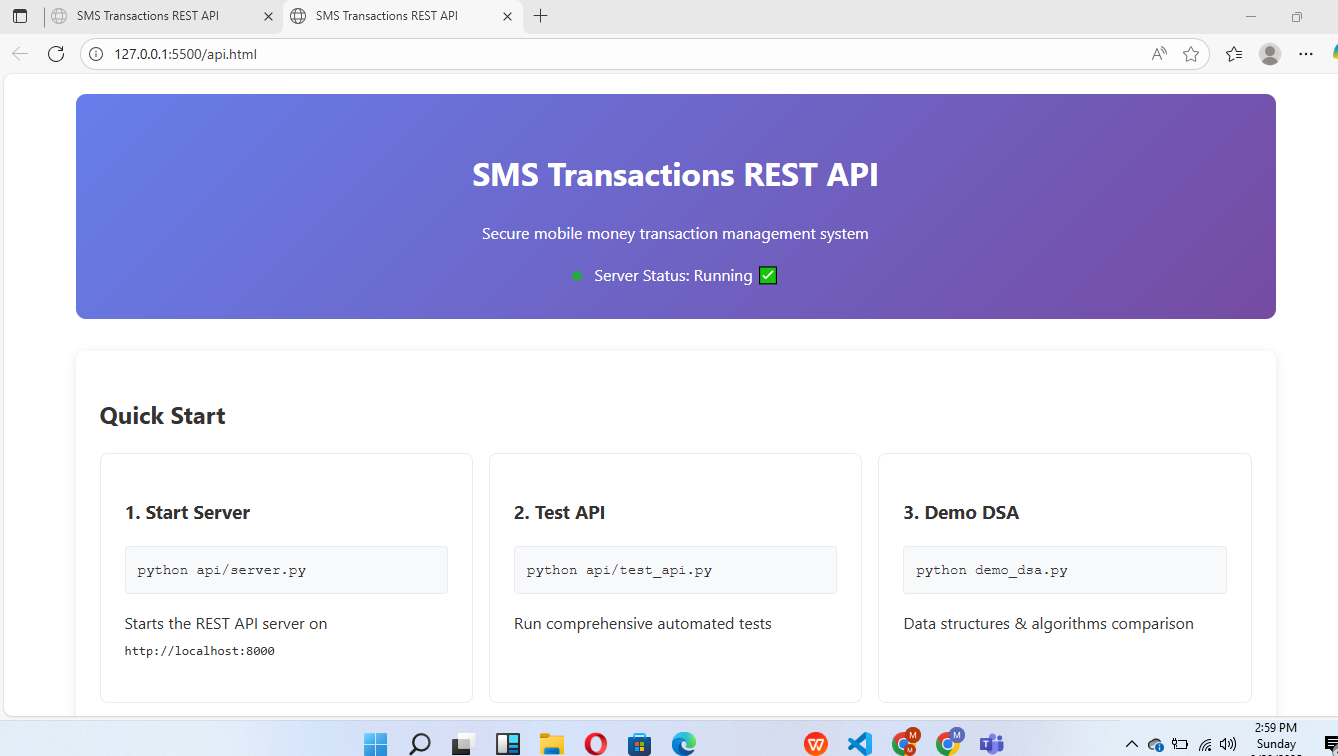 SMS Transactions REST API
SMS Transactions REST API
127.0.0.1:5500/api.html
SMS Transactions REST API
Secure mobile money transaction management system
Server Status: Running ✅
Quick Start
1. Start Server
python api/server.py
Starts the REST API server on
http://localhost:8000
2. Test API
python api/test_api.py
Run comprehensive automated tests
3. Demo DSA
python demo_dsa.py
Data structures & algorithms comparison
2:59 PM
Sunday